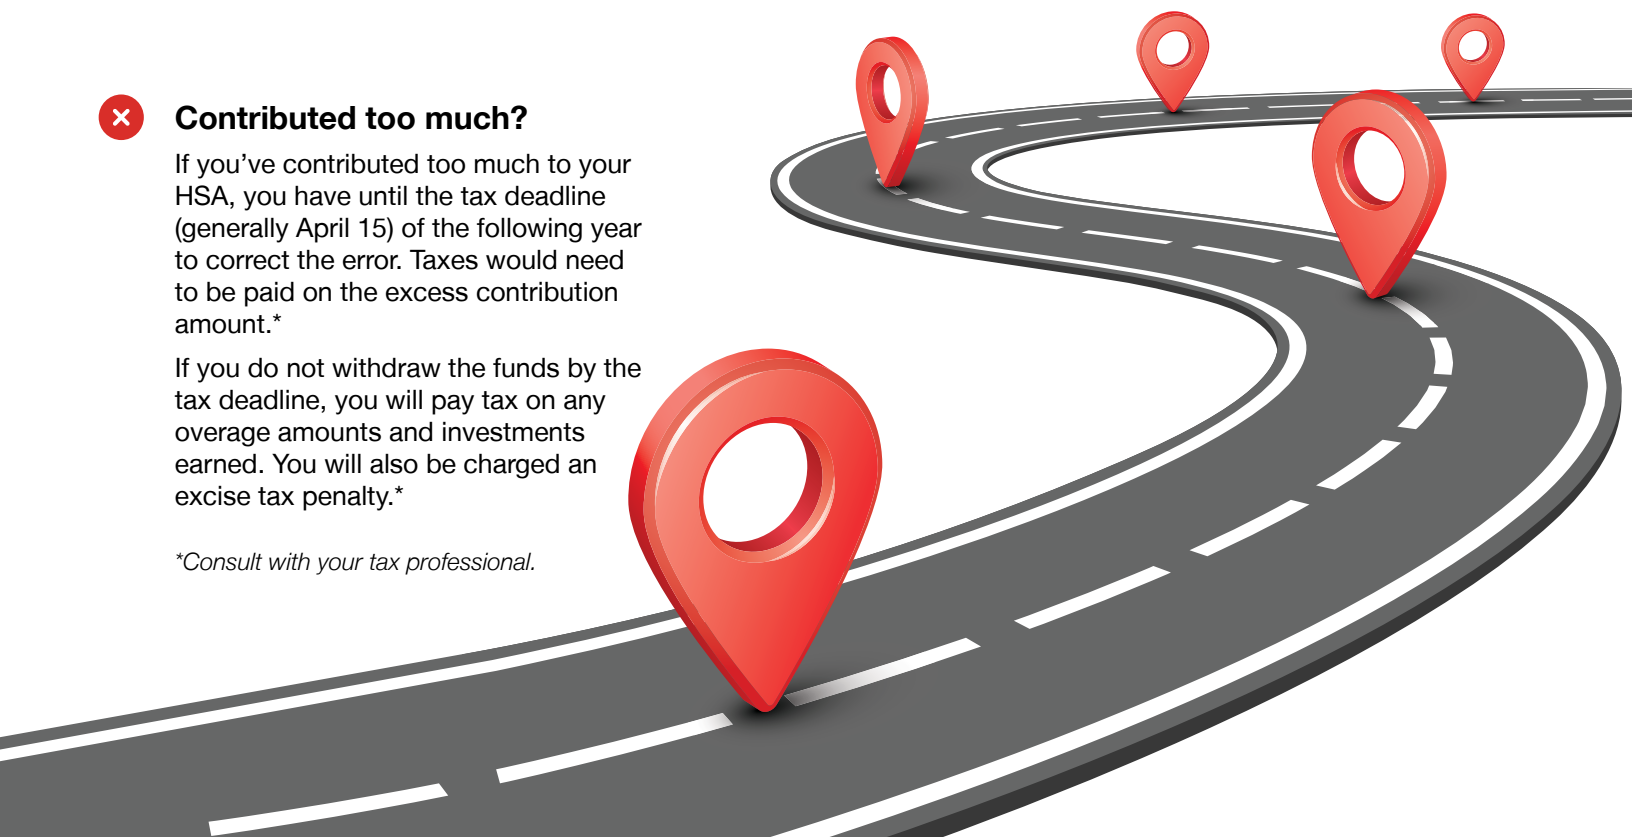 Contributed too much?
If you’ve contributed too much to your
HSA, you have until the tax deadline
(generally April 15) of the following year
to correct the error. Taxes would need
to be paid on the excess contribution
amount.*
If you do not withdraw the funds by the
tax deadline, you will pay tax on any
overage amounts and investments
earned. You will also be charged an
excise tax penalty.*
*Consult with your tax professional.